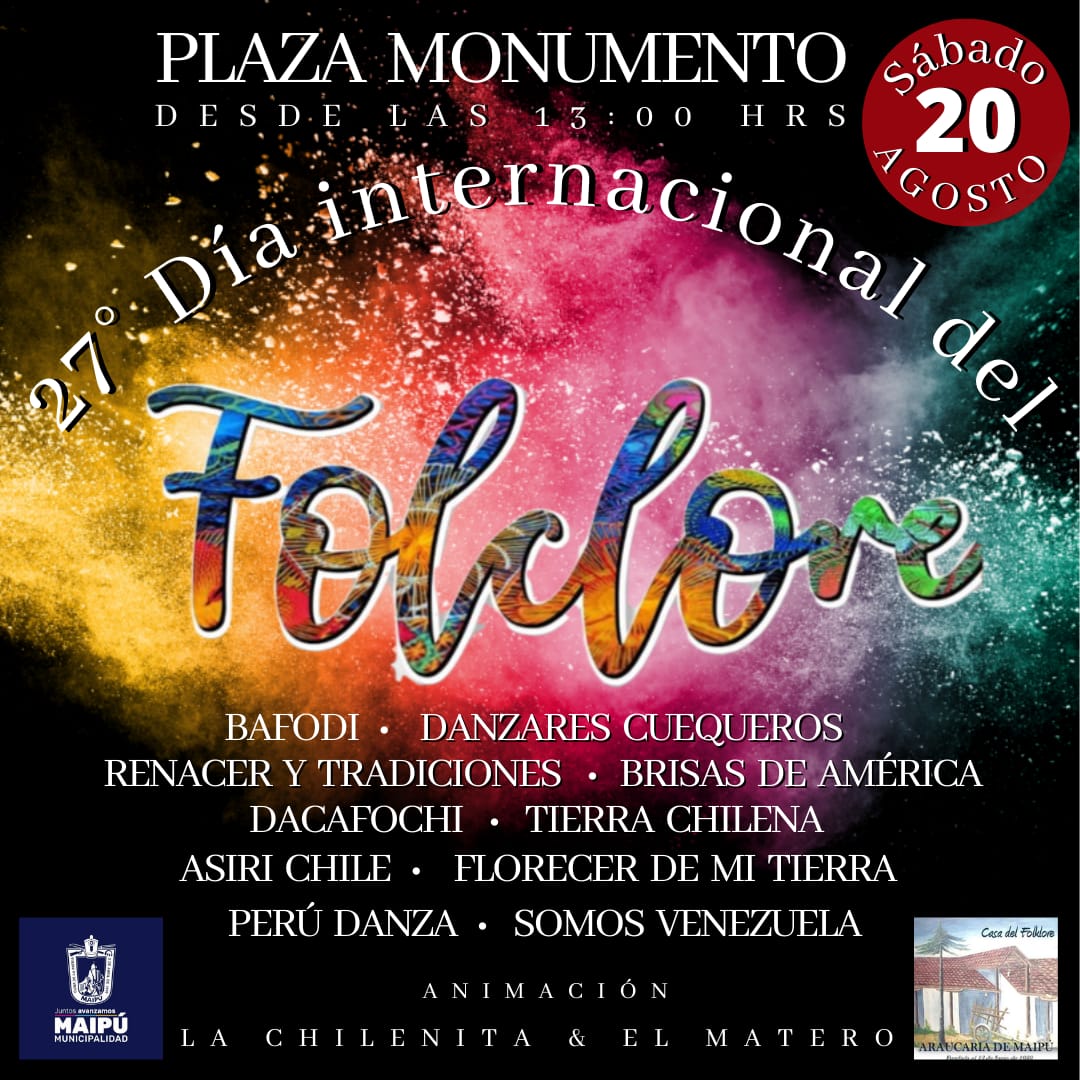 PLAZA MONUMENTO
DESDE LAS 13:00 HRS
Sábado
20
AGOSTO
27° Día internacional del
Folclore
BAFODI • DANZARES CUEQUEROS
RENACER Y TRADICIONES • BRISAS DE AMÉRICA
DACAFOCHI • TIERRA CHILENA
ASIRI CHILE • FLORECER DE MI TIERRA
PERÚ DANZA • SOMOS VENEZUELA
ANIMACIÓN
LA CHILENITA & EL MATERO
MAIPÚ
Juntos avanzamos
MAIPÚ
MUNICIPALIDAD
Casa del Folklore
ARAUCARIA DE MAIPÚ